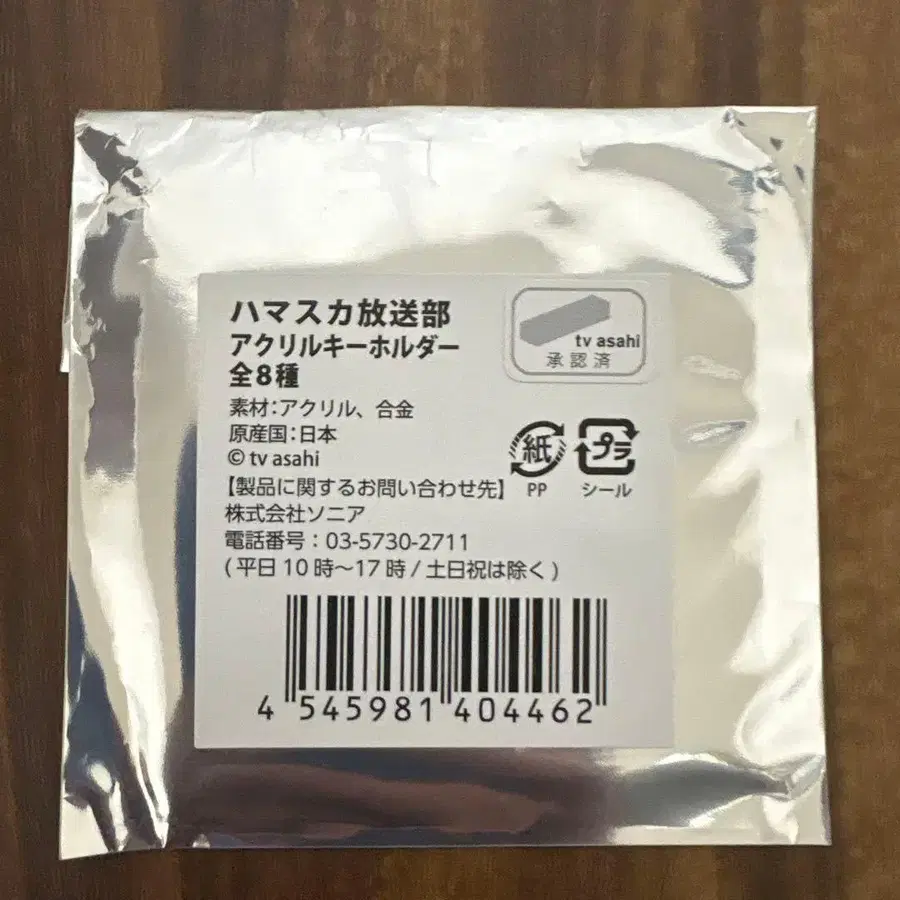 ハマスカ放送部
アクリルキーホルダー
全8種
tv asahi
承認済
素材:アクリル、合金
原産国:日本
© tv asahi
紙
PP
プラ
シール
【製品に関するお問い合わせ先】
株式会社ソニア
電話番号:03-5730-2711
(平日10時~17時/土日祝は除く)
4 545981 404462